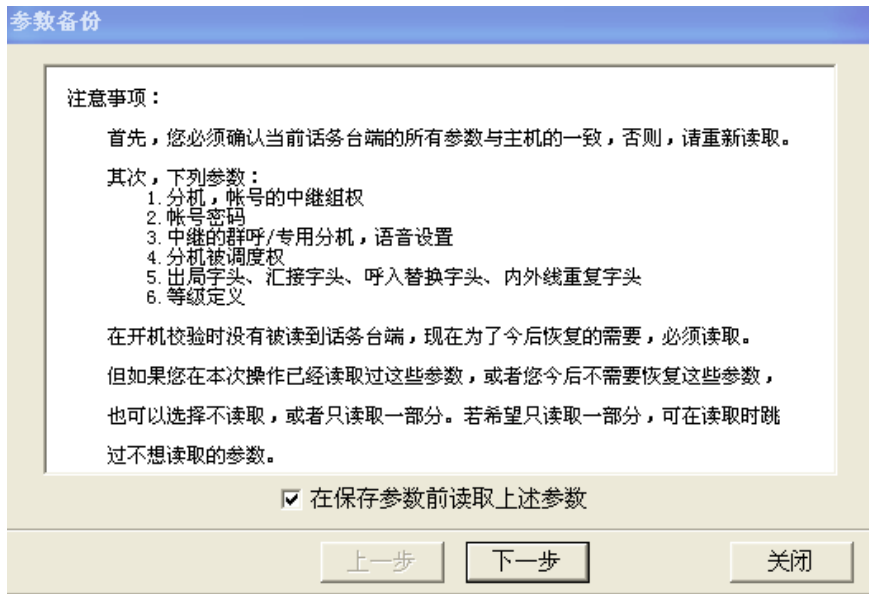 参数备份
注意事项：
首先，您必须确认当前话务台端的所有参数与主机的一致，否则，请重新读取。
其次，下列参数：
1.分机，帐号的中继组权
2.帐号密码
3.中继的群呼/专用分机，语音设置
4.分机被调度权
5.出局字头、汇接字头、呼入替换字头、内外线重复字头
6.等级定义
在开机校验时没有被读到话务台端，现在为了今后恢复的需要，必须读取。
但如果您在本次操作已经读取过这些参数，或者您今后不需要恢复这些参数，
也可以选择不读取，或者只读取一部分。若希望只读取一部分，可在读取时跳
过不想读取的参数。
在保存参数前读取上述参数
上一步 下一步 关闭